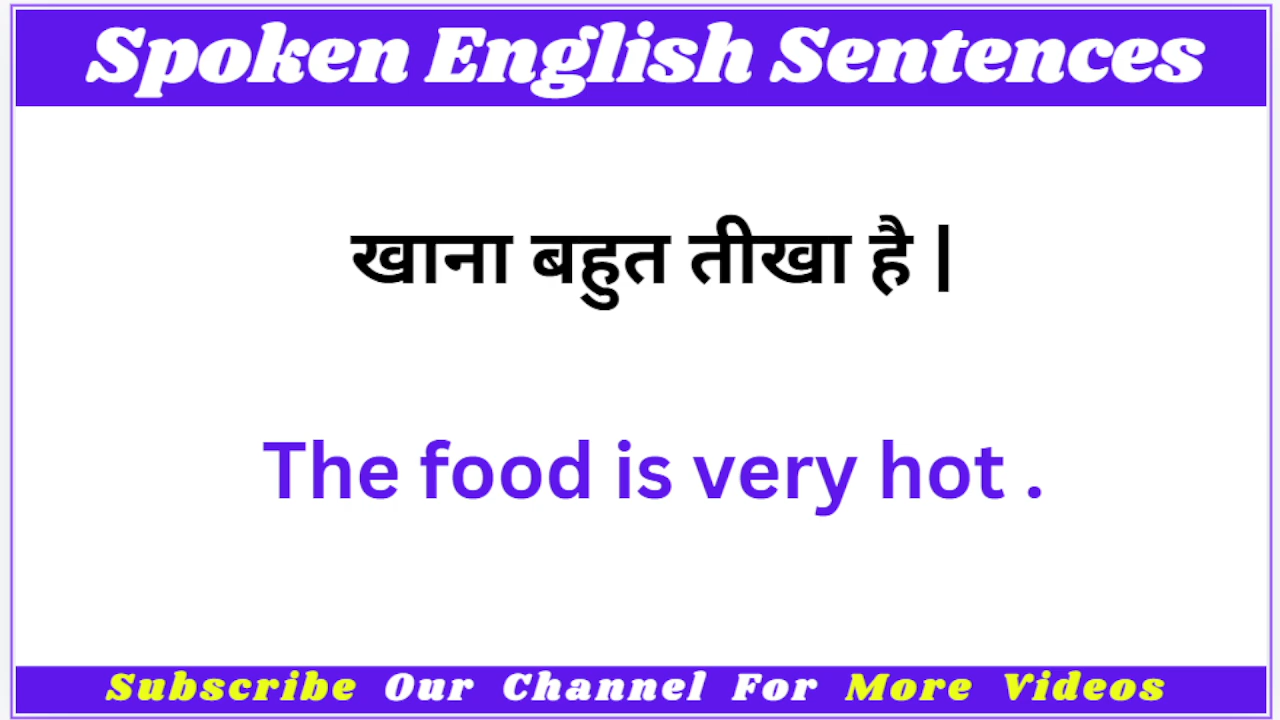 Spoken English Sentences
खाना बहुत तीखा है |
The food is very hot .
Subscribe Our Channel For More Videos